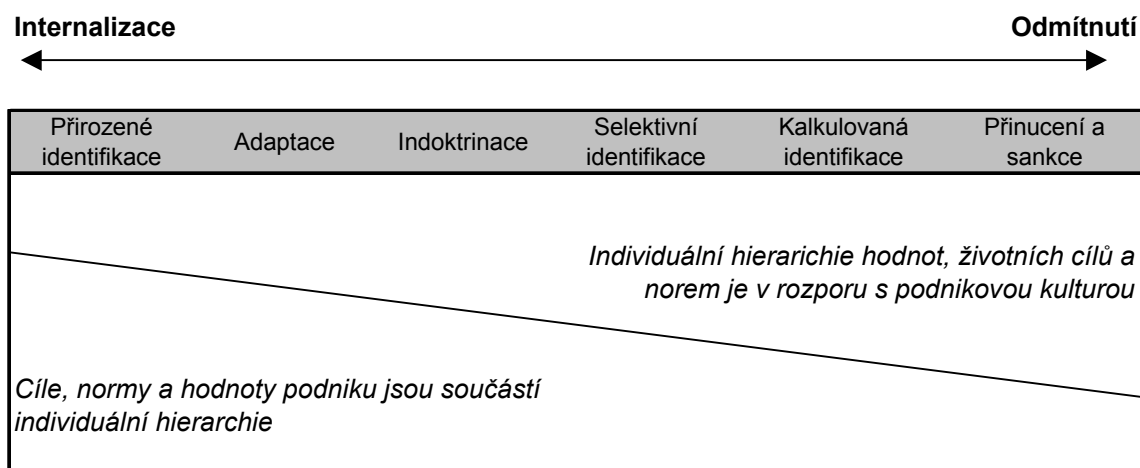 Internalizace
Odmítnutí
Přirozené
identifikace
Adaptace
Indoktrinace
Selektivní
identifikace
Kalkulovaná
identifikace
Přinucení a
sankce
Individuální hierarichie hodnot, životních cílů a
norem je v rozporu s podnikovou kulturou
Cíle, normy a hodnoty podniku jsou součástí
individuální hierarchie